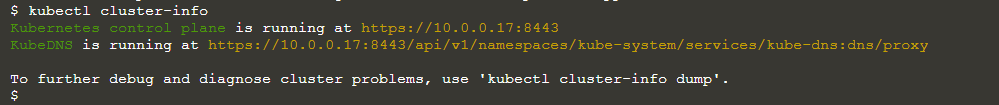 $ kubectl cluster-info
Kubernetes control plane is running at https://10.0.0.17:8443
KubeDNS is running at https://10.0.0.17:8443/api/v1/namespaces/kube-system/services/kube-dns:dns/proxy

To further debug and diagnose cluster problems, use 'kubectl cluster-info dump'.
$